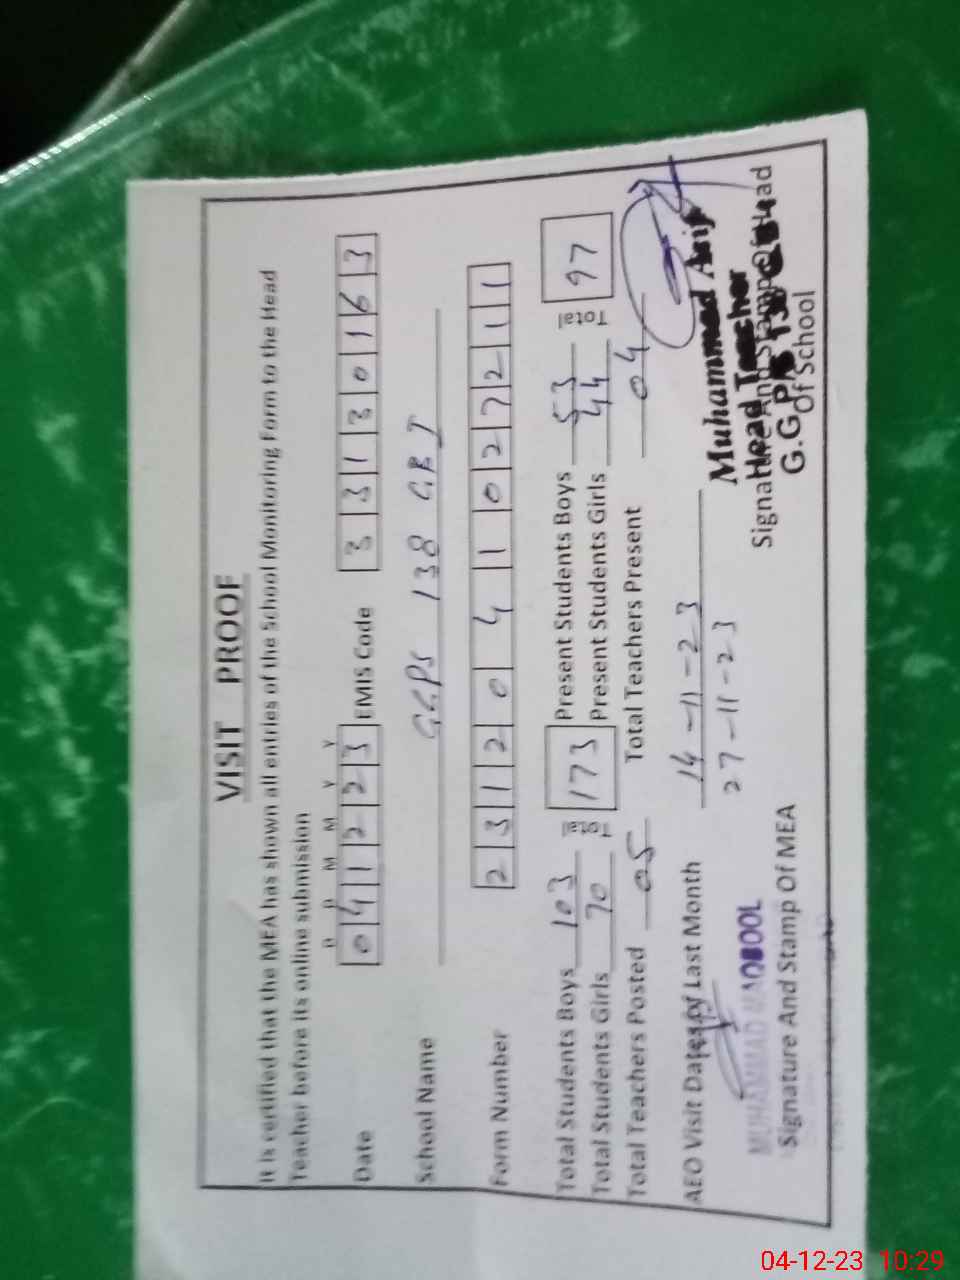 VISIT PROOF
It is certified that the MEA has shown all entries of the School Monitoring Form to the Head
Teacher before its online submission
D D M M Y Y
Date 0 4 1 2 2 3 EMIS Code 3 3 1 3 0 1 6 3
School Name GGPS 138 GB I
Form Number 2 3 1 2 0 4 1 0 2 7 2 1 1
Total Students Boys 103 Total 173 Present Students Boys 53 Total 97
Total Students Girls 70 Present Students Girls 44
Total Teachers Posted 05 Total Teachers Present 04
AEO Visit Dates of Last Month 14-11-23
27-11-23
MUHAMMAD MAQBOOL
Signature And Stamp Of MEA
Muhammad Arif
Head Teacher
G.G.P/S 138
Signature And Stamp Of Head
Of School
04-12-23 10:29